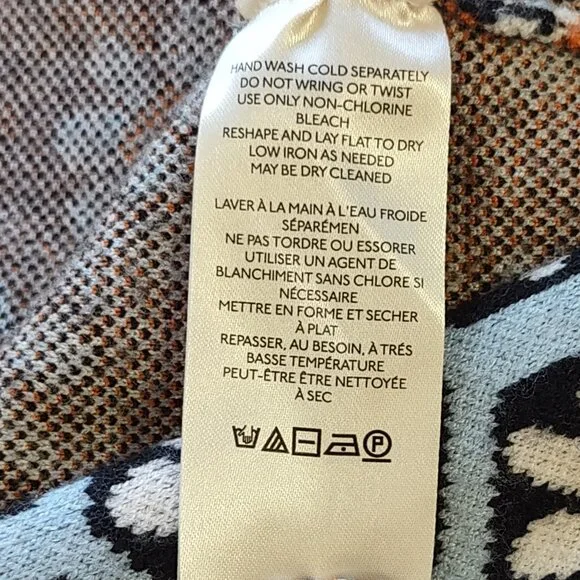 HAND WASH COLD SEPARATELY
DO NOT WRING OR TWIST
USE ONLY NON-CHLORINE
BLEACH
RESHAPE AND LAY FLAT TO DRY
LOW IRON AS NEEDED
MAY BE DRY CLEANED
LAVER À LA MAIN À L'EAU FROIDE
SÉPARÉMEN
NE PAS TORDRE OU ESSORER
UTILISER UN AGENT DE
BLANCHIMENT SANS CHLORE SI
NÉCESSAIRE
METTRE EN FORME ET SECHER
À PLAT
REPASSER, AU BESOIN, À TRÉS
BASSE TEMPÉRATURE
PEUT-ÊTRE ÊTRE NETTOYÉE
À SEC
P